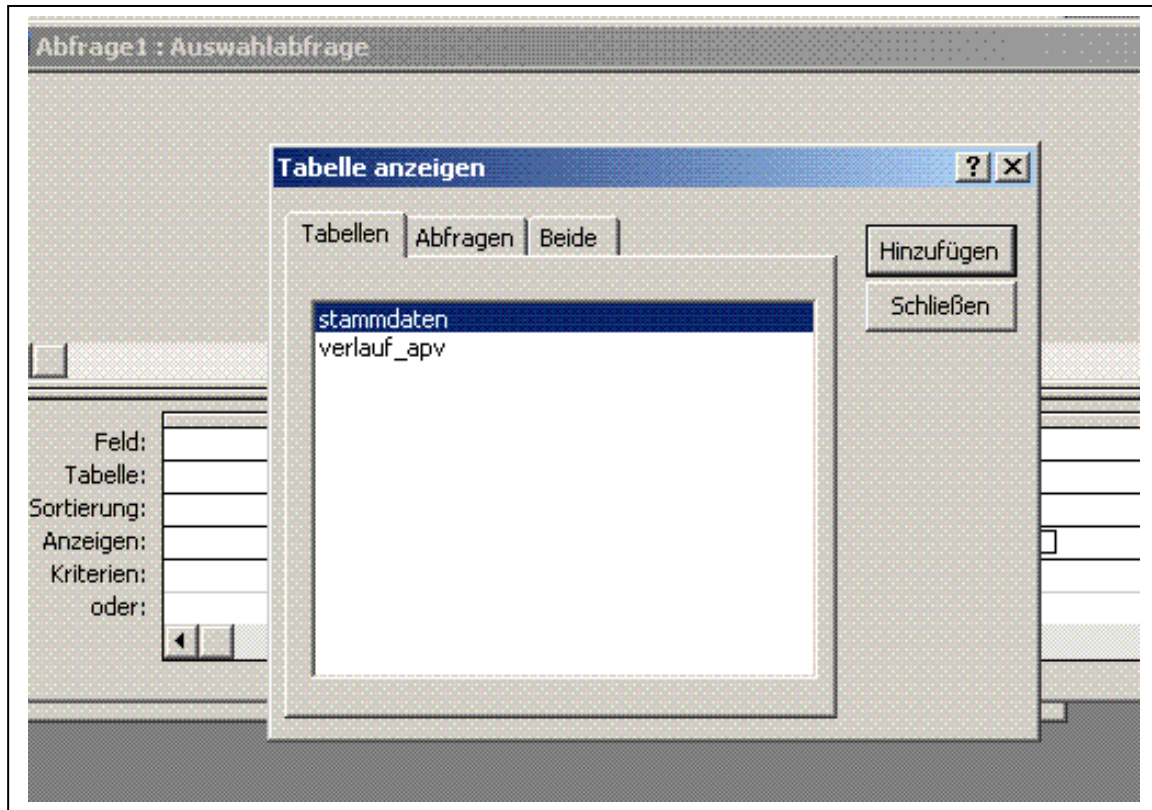 Abfrage1 : Auswahlabfrage
Tabelle anzeigen
Tabellen Abfragen Beide
Hinzufügen
Schließen
stammdaten
verlauf_apv
Feld:
Tabelle:
Sortierung:
Anzeigen:
Kriterien:
oder: